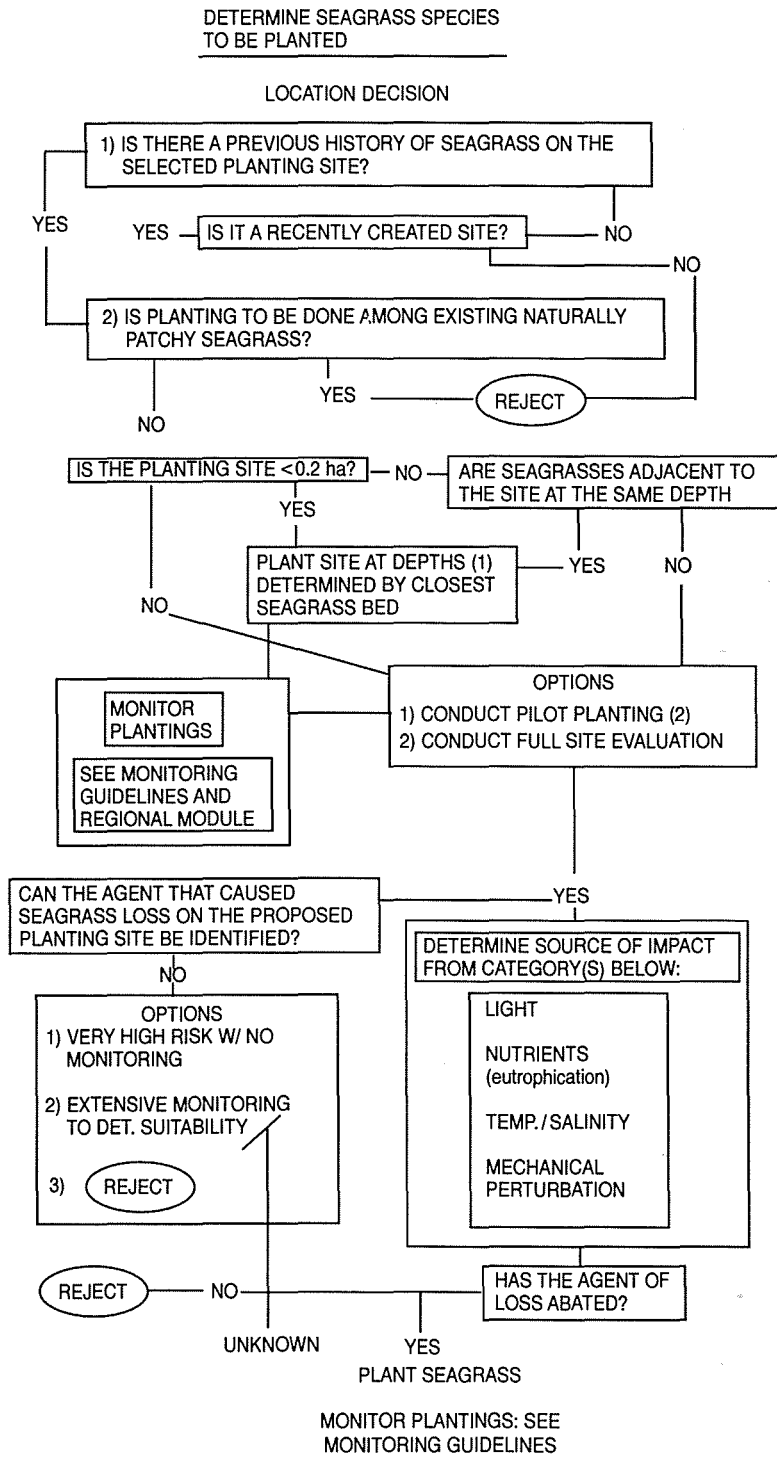 DETERMINE SEAGRASS SPECIES
TO BE PLANTED
LOCATION DECISION
1) IS THERE A PREVIOUS HISTORY OF SEAGRASS ON THE
SELECTED PLANTING SITE?
YES
YES
IS IT A RECENTLY CREATED SITE?
NO
NO
2) IS PLANTING TO BE DONE AMONG EXISTING NATURALLY
PATCHY SEAGRASS?
YES
REJECT
NO
IS THE PLANTING SITE <0.2 ha?
NO
ARE SEAGRASSES ADJACENT TO
THE SITE AT THE SAME DEPTH
YES
PLANT SITE AT DEPTHS (1)
DETERMINED BY CLOSEST
SEAGRASS BED
YES
NO
NO
MONITOR
PLANTINGS
SEE MONITORING
GUIDELINES AND
REGIONAL MODULE
OPTIONS
1) CONDUCT PILOT PLANTING (2)
2) CONDUCT FULL SITE EVALUATION
CAN THE AGENT THAT CAUSED
SEAGRASS LOSS ON THE PROPOSED
PLANTING SITE BE IDENTIFIED?
YES
NO
DETERMINE SOURCE OF IMPACT
FROM CATEGORY(S) BELOW:
LIGHT
NUTRIENTS
(eutrophication)
TEMP./SALINITY
MECHANICAL
PERTURBATION
OPTIONS
1) VERY HIGH RISK W/ NO
MONITORING
2) EXTENSIVE MONITORING
TO DET. SUITABILITY
3) REJECT
REJECT
NO
HAS THE AGENT OF
LOSS ABATED?
UNKNOWN
YES
PLANT SEAGRASS
MONITOR PLANTINGS: SEE
MONITORING GUIDELINES